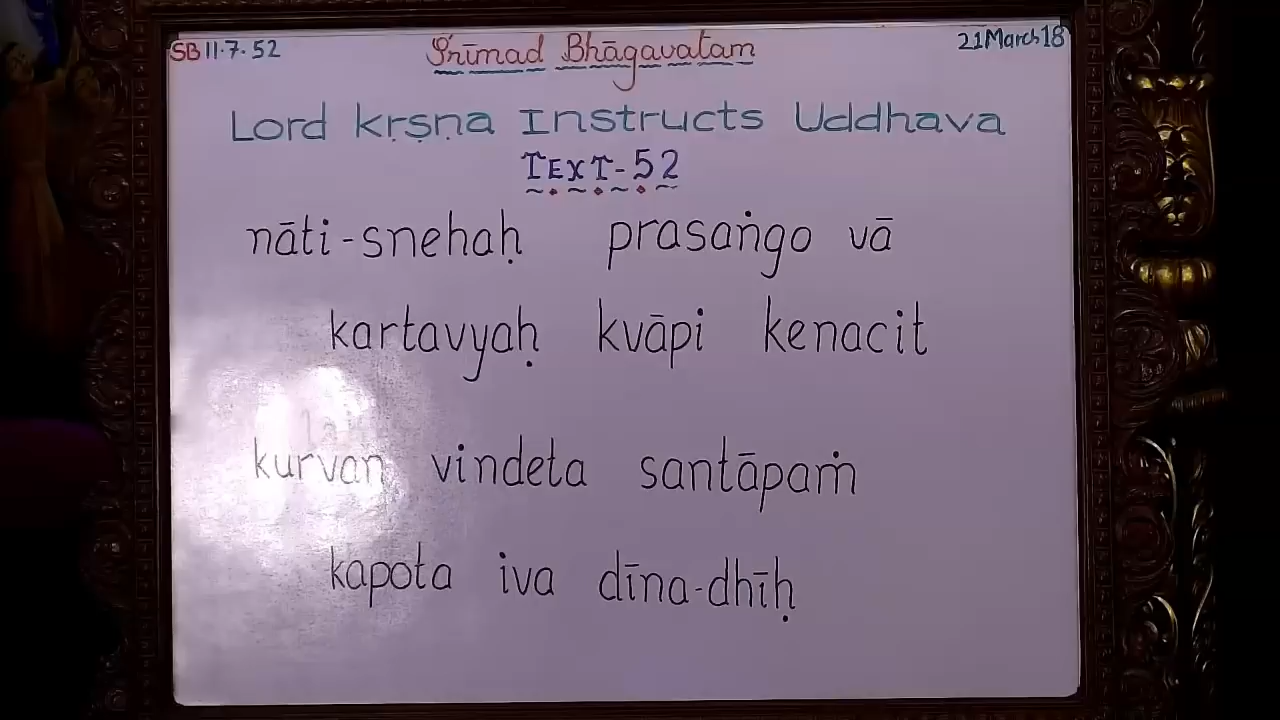 SB 11.7.52 Śrīmad Bhāgavatam 21 March 18
Lord kṛṣna Instructs Uddhava
TEXT-52
nāti-snehaḥ prasaṅgo vā
kartavyaḥ kvāpi kenacit
kurvan vindeta santāpaṁ
kapota iva dīna-dhīḥ